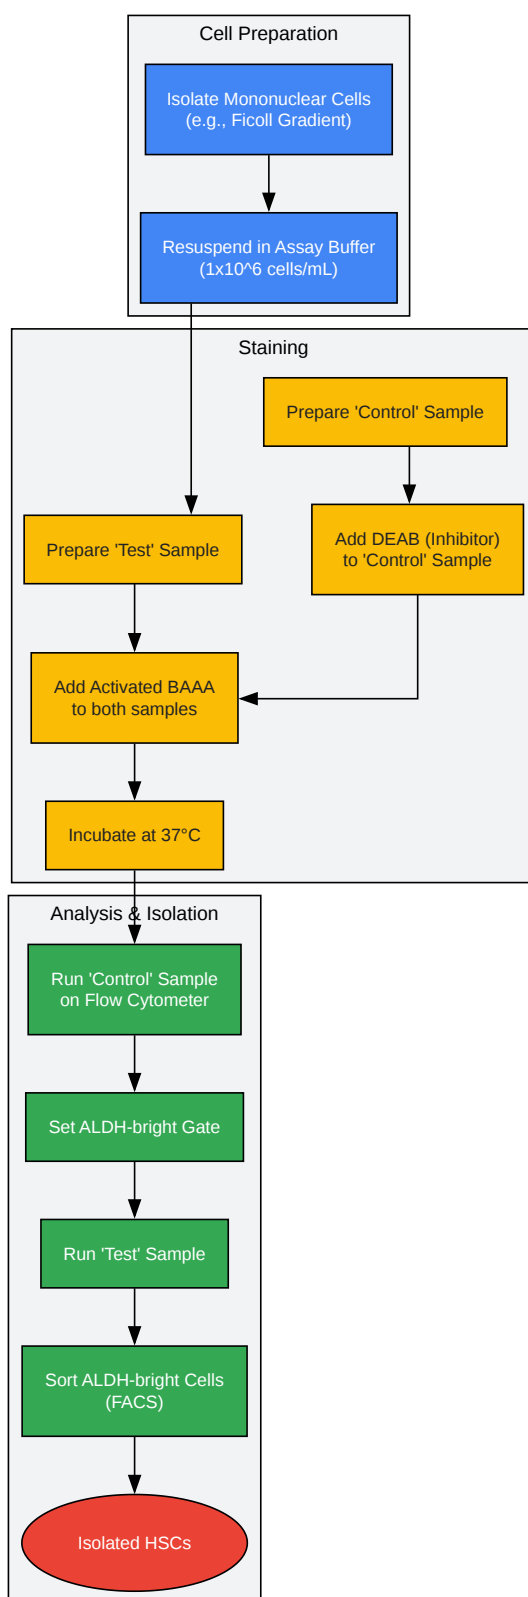 Cell Preparation
Isolate Mononuclear Cells
(e.g., Ficoll Gradient)
Resuspend in Assay Buffer
(1x10^6 cells/mL)
Staining
Prepare 'Control' Sample
Add DEAB (Inhibitor)
to 'Control' Sample
Prepare 'Test' Sample
Add Activated BAAA
to both samples
Incubate at 37°C
Analysis & Isolation
Run 'Control' Sample
on Flow Cytometer
Set ALDH-bright Gate
Run 'Test' Sample
Sort ALDH-bright Cells
(FACS)
Isolated HSCs